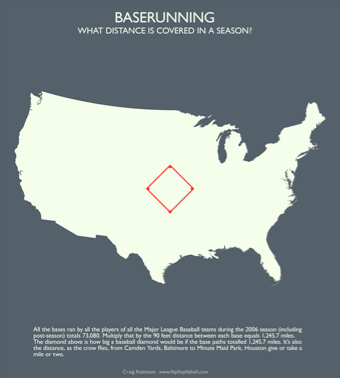 BASERUNNING
WHAT DISTANCE IS COVERED IN A SEASON?
All the bases ran by all the players of all the Major League Baseball teams during the 2006 season (including
post-season) totals 73,080. Multiply that by the 90 feet distance between each base equals 1,245.7 miles.
The diamond above is how big a baseball diamond would be if the base paths totalled 1,245.7 miles. It's also
the distance, as the crow flies, from Camden Yards, Baltimore to Minute Maid Park, Houston give or take a
mile or two.
Craig Robinson www.flipflopflyball.com